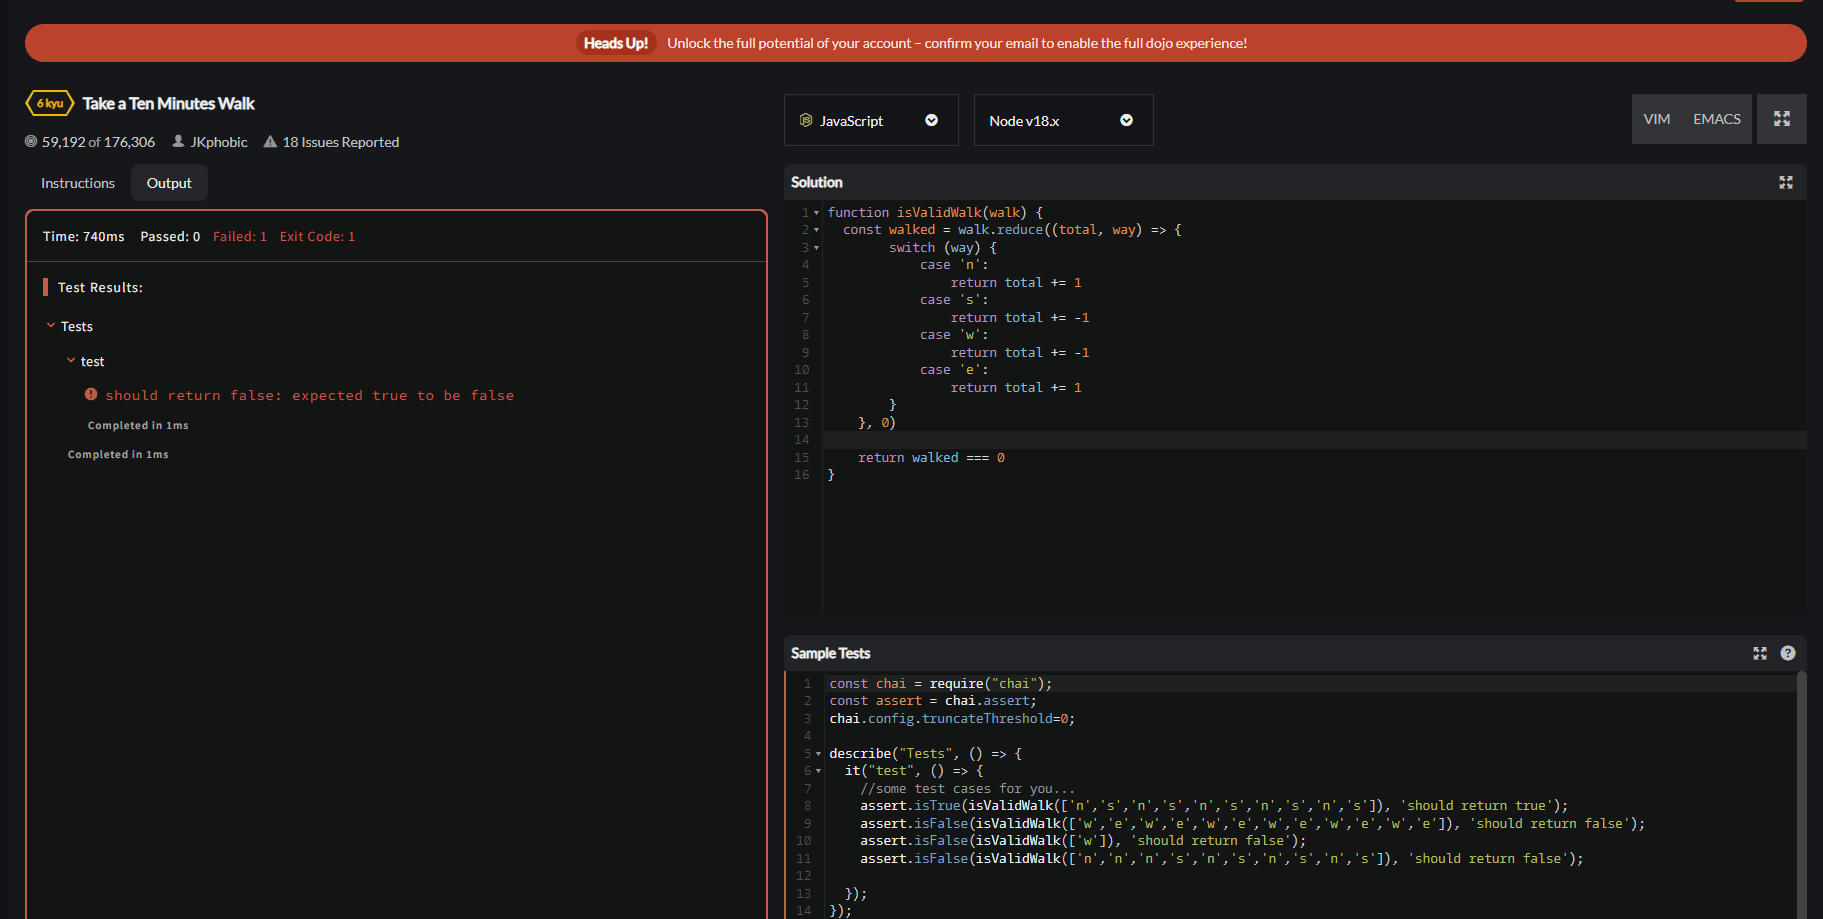 Heads Up! Unlock the full potential of your account – confirm your email to enable the full dojo experience!
6 kyu Take a Ten Minutes Walk
59,192 of 176,306 JKphobic 18 Issues Reported
Instructions Output
Time: 740ms Passed: 0 Failed: 1 Exit Code: 1
Test Results:
Tests
test
should return false: expected true to be false
Completed in 1ms
Completed in 1ms
JavaScript Node v18.x VIM EMACS
Solution
1 function isValidWalk(walk) {
2 const walked = walk.reduce((total, way) => {
3 switch (way) {
4 case 'n':
5 return total += 1
6 case 's':
7 return total += -1
8 case 'w':
9 return total += -1
10 case 'e':
11 return total += 1
12 }
13 }, 0)
14
15 return walked === 0
16 }
Sample Tests ?
1 const chai = require("chai");
2 const assert = chai.assert;
3 chai.config.truncateThreshold=0;
4
5 describe("Tests", () => {
6 it("test", () => {
7 //some test cases for you...
8 assert.isTrue(isValidWalk(['n','s','n','s','n','s','n','s','n','s']), 'should return true');
9 assert.isFalse(isValidWalk(['w','e','w','e','w','e','w','e','w','e','w','e']), 'should return false');
10 assert.isFalse(isValidWalk(['w']), 'should return false');
11 assert.isFalse(isValidWalk(['n','n','n','s','n','s','n','s','n','s']), 'should return false');
12
13 });
14 });